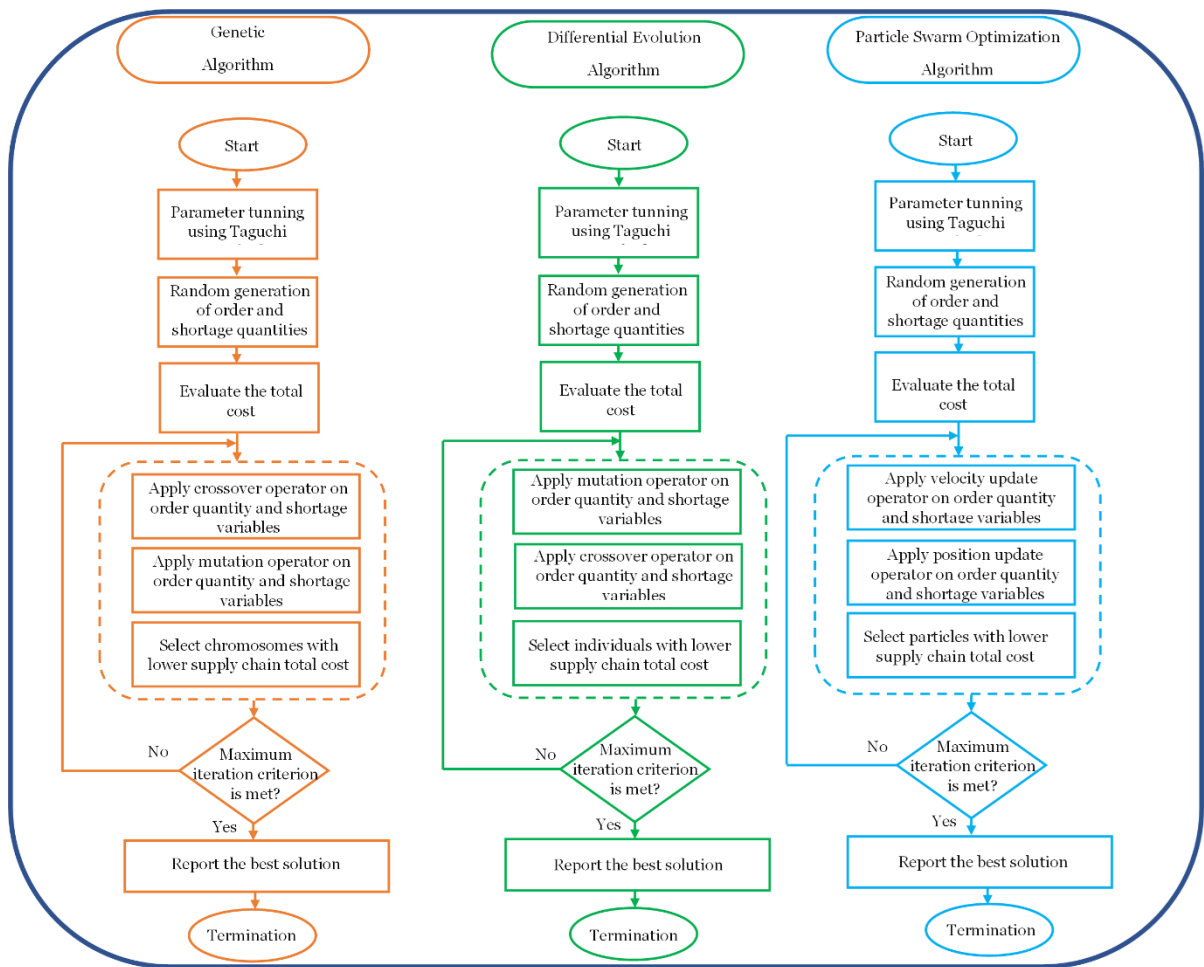 Genetic
Algorithm
Start
Parameter tunning
using Taguchi
Random generation
of order and
shortage quantities
Evaluate the total
cost
Apply crossover operator on
order quantity and shortage
variables
Apply mutation operator on
order quantity and shortage
variables
Select chromosomes with
lower supply chain total cost
No
Maximum
iteration criterion
is met?
Yes
Report the best solution
Termination
Differential Evolution
Algorithm
Start
Parameter tunning
using Taguchi
Random generation
of order and
shortage quantities
Evaluate the total
cost
Apply mutation operator on
order quantity and shortage
variables
Apply crossover operator on
order quantity and shortage
variables
Select individuals with lower
supply chain total cost
No
Maximum
iteration criterion
is met?
Yes
Report the best solution
Termination
Particle Swarm Optimization
Algorithm
Start
Parameter tunning
using Taguchi
Random generation
of order and
shortage quantities
Evaluate the total
cost
Apply velocity update
operator on order quantity
and shortage variables
Apply position update
operator on order quantity
and shortage variables
Select particles with lower
supply chain total cost
No
Maximum
iteration criterion
is met?
Yes
Report the best solution
Termination